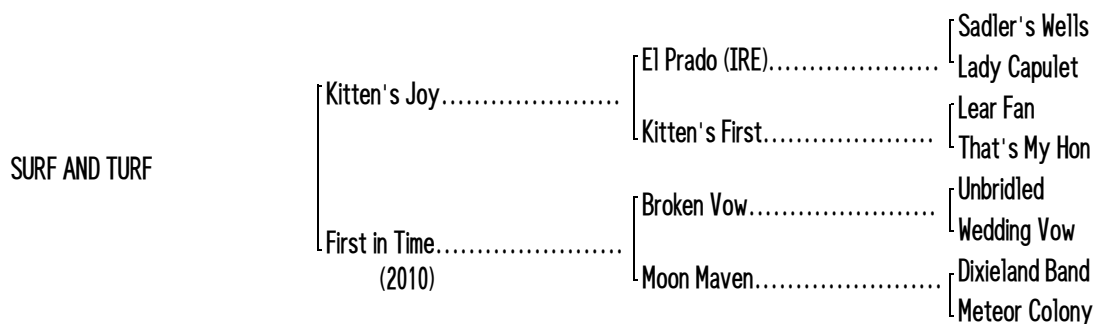 Sadler's Wells
El Prado (IRE).....................
Lady Capulet
Kitten's Joy......................
Lear Fan
Kitten's First.....................
That's My Hon
SURF AND TURF
Unbridled
Broken Vow.......................
Wedding Vow
First in Time.......................
(2010)
Dixieland Band
Moon Maven.......................
Meteor Colony